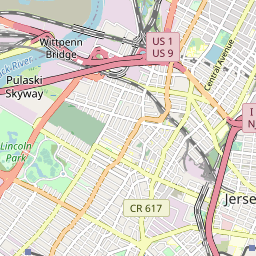 Wittpenn
Bridge
US 1
US 9
Central Avenue
Pulaski
Skyway
Lincoln
Park
CR 617
I
N
Jerse